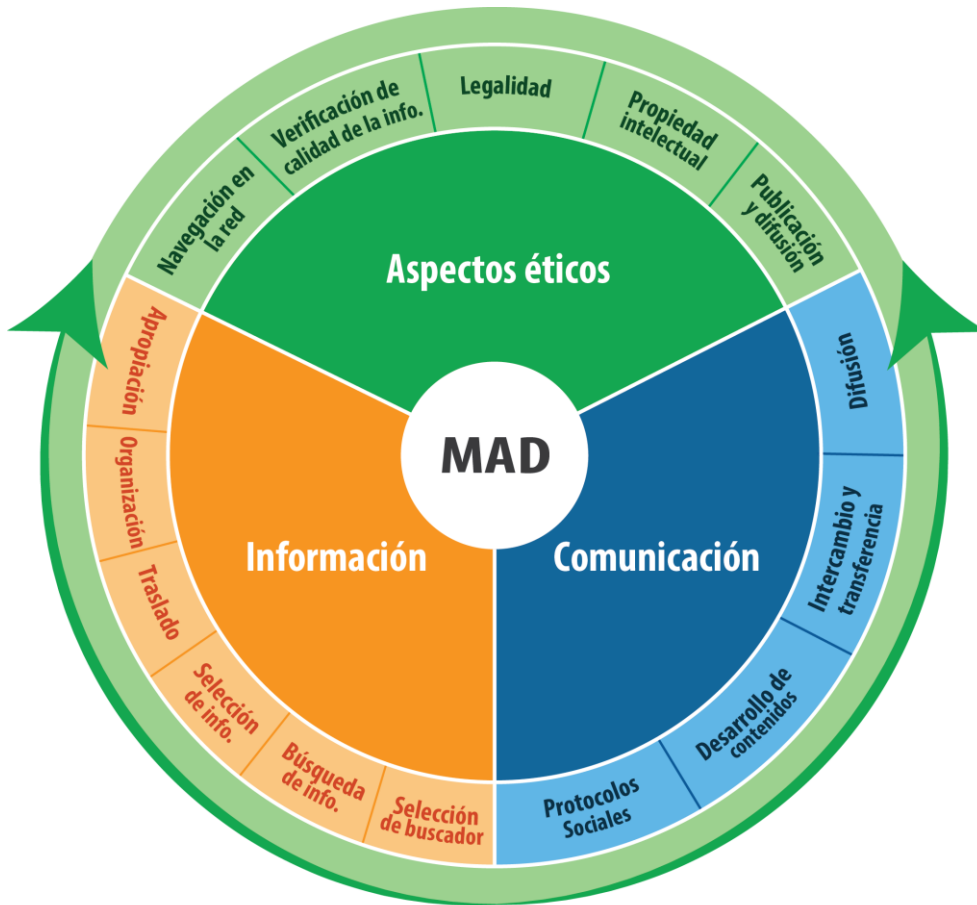 Navegación en
la red
Verificación de
calidad de la info.
Legalidad
Propiedad
intelectual
Publicación
y difusión
Aspectos éticos
MAD
Información
Comunicación
Apropiación
Organización
Traslado
Selección
de info.
Búsqueda
de info.
Selección
de buscador
Difusión
Intercambio y
transferencia
Desarrollo de
contenidos
Protocolos
Sociales